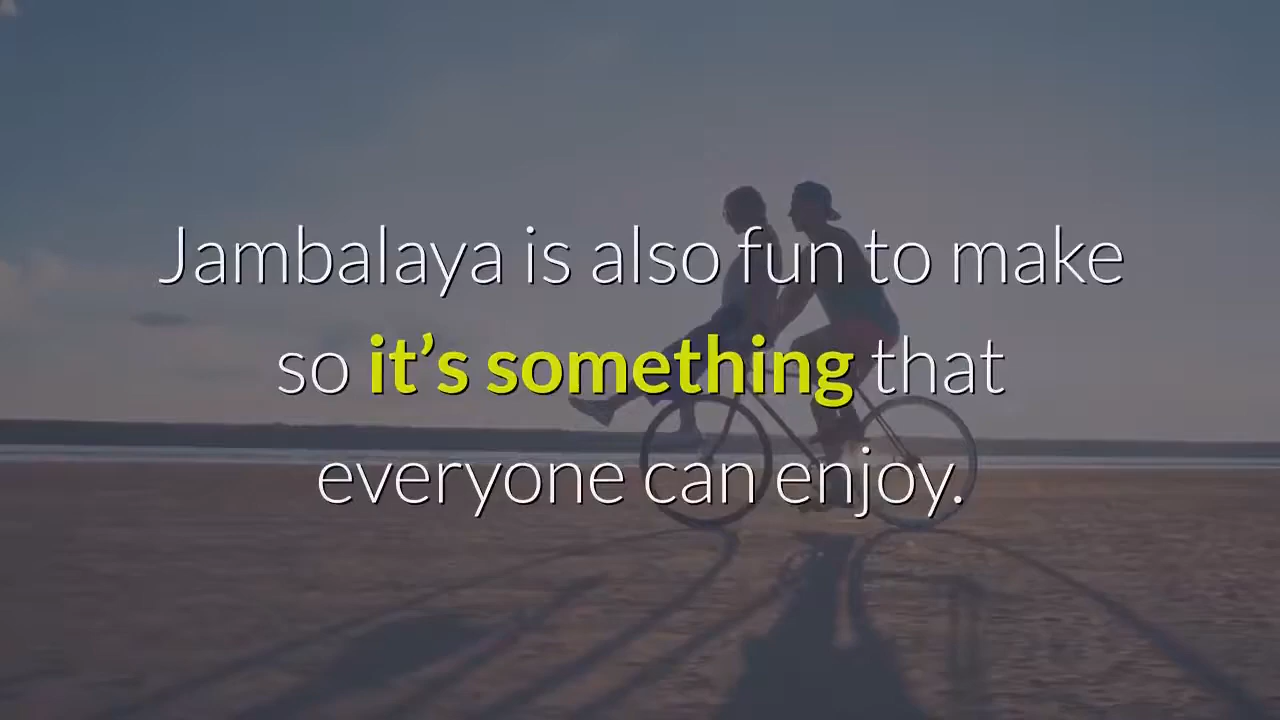 Jambalaya is also fun to make
so it’s something that
everyone can enjoy.